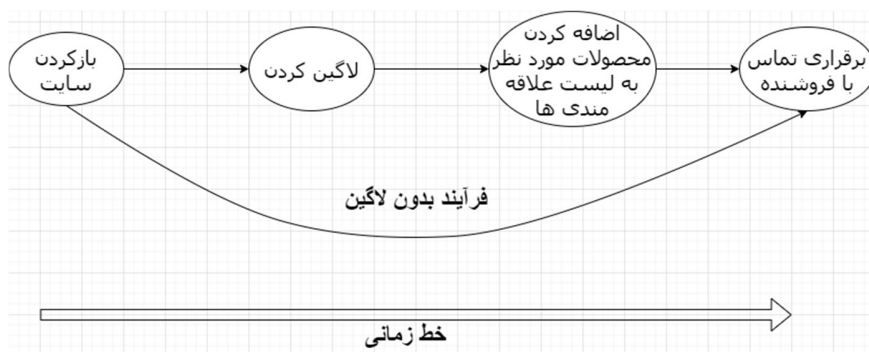 بازکردن
سایت
لاگین کردن
اضافه کردن
محصولات مورد نظر
به لیست علاقه
مندی ها
برقراری تماس
با فروشنده
فرآیند بدون لاگین
خط زمانی